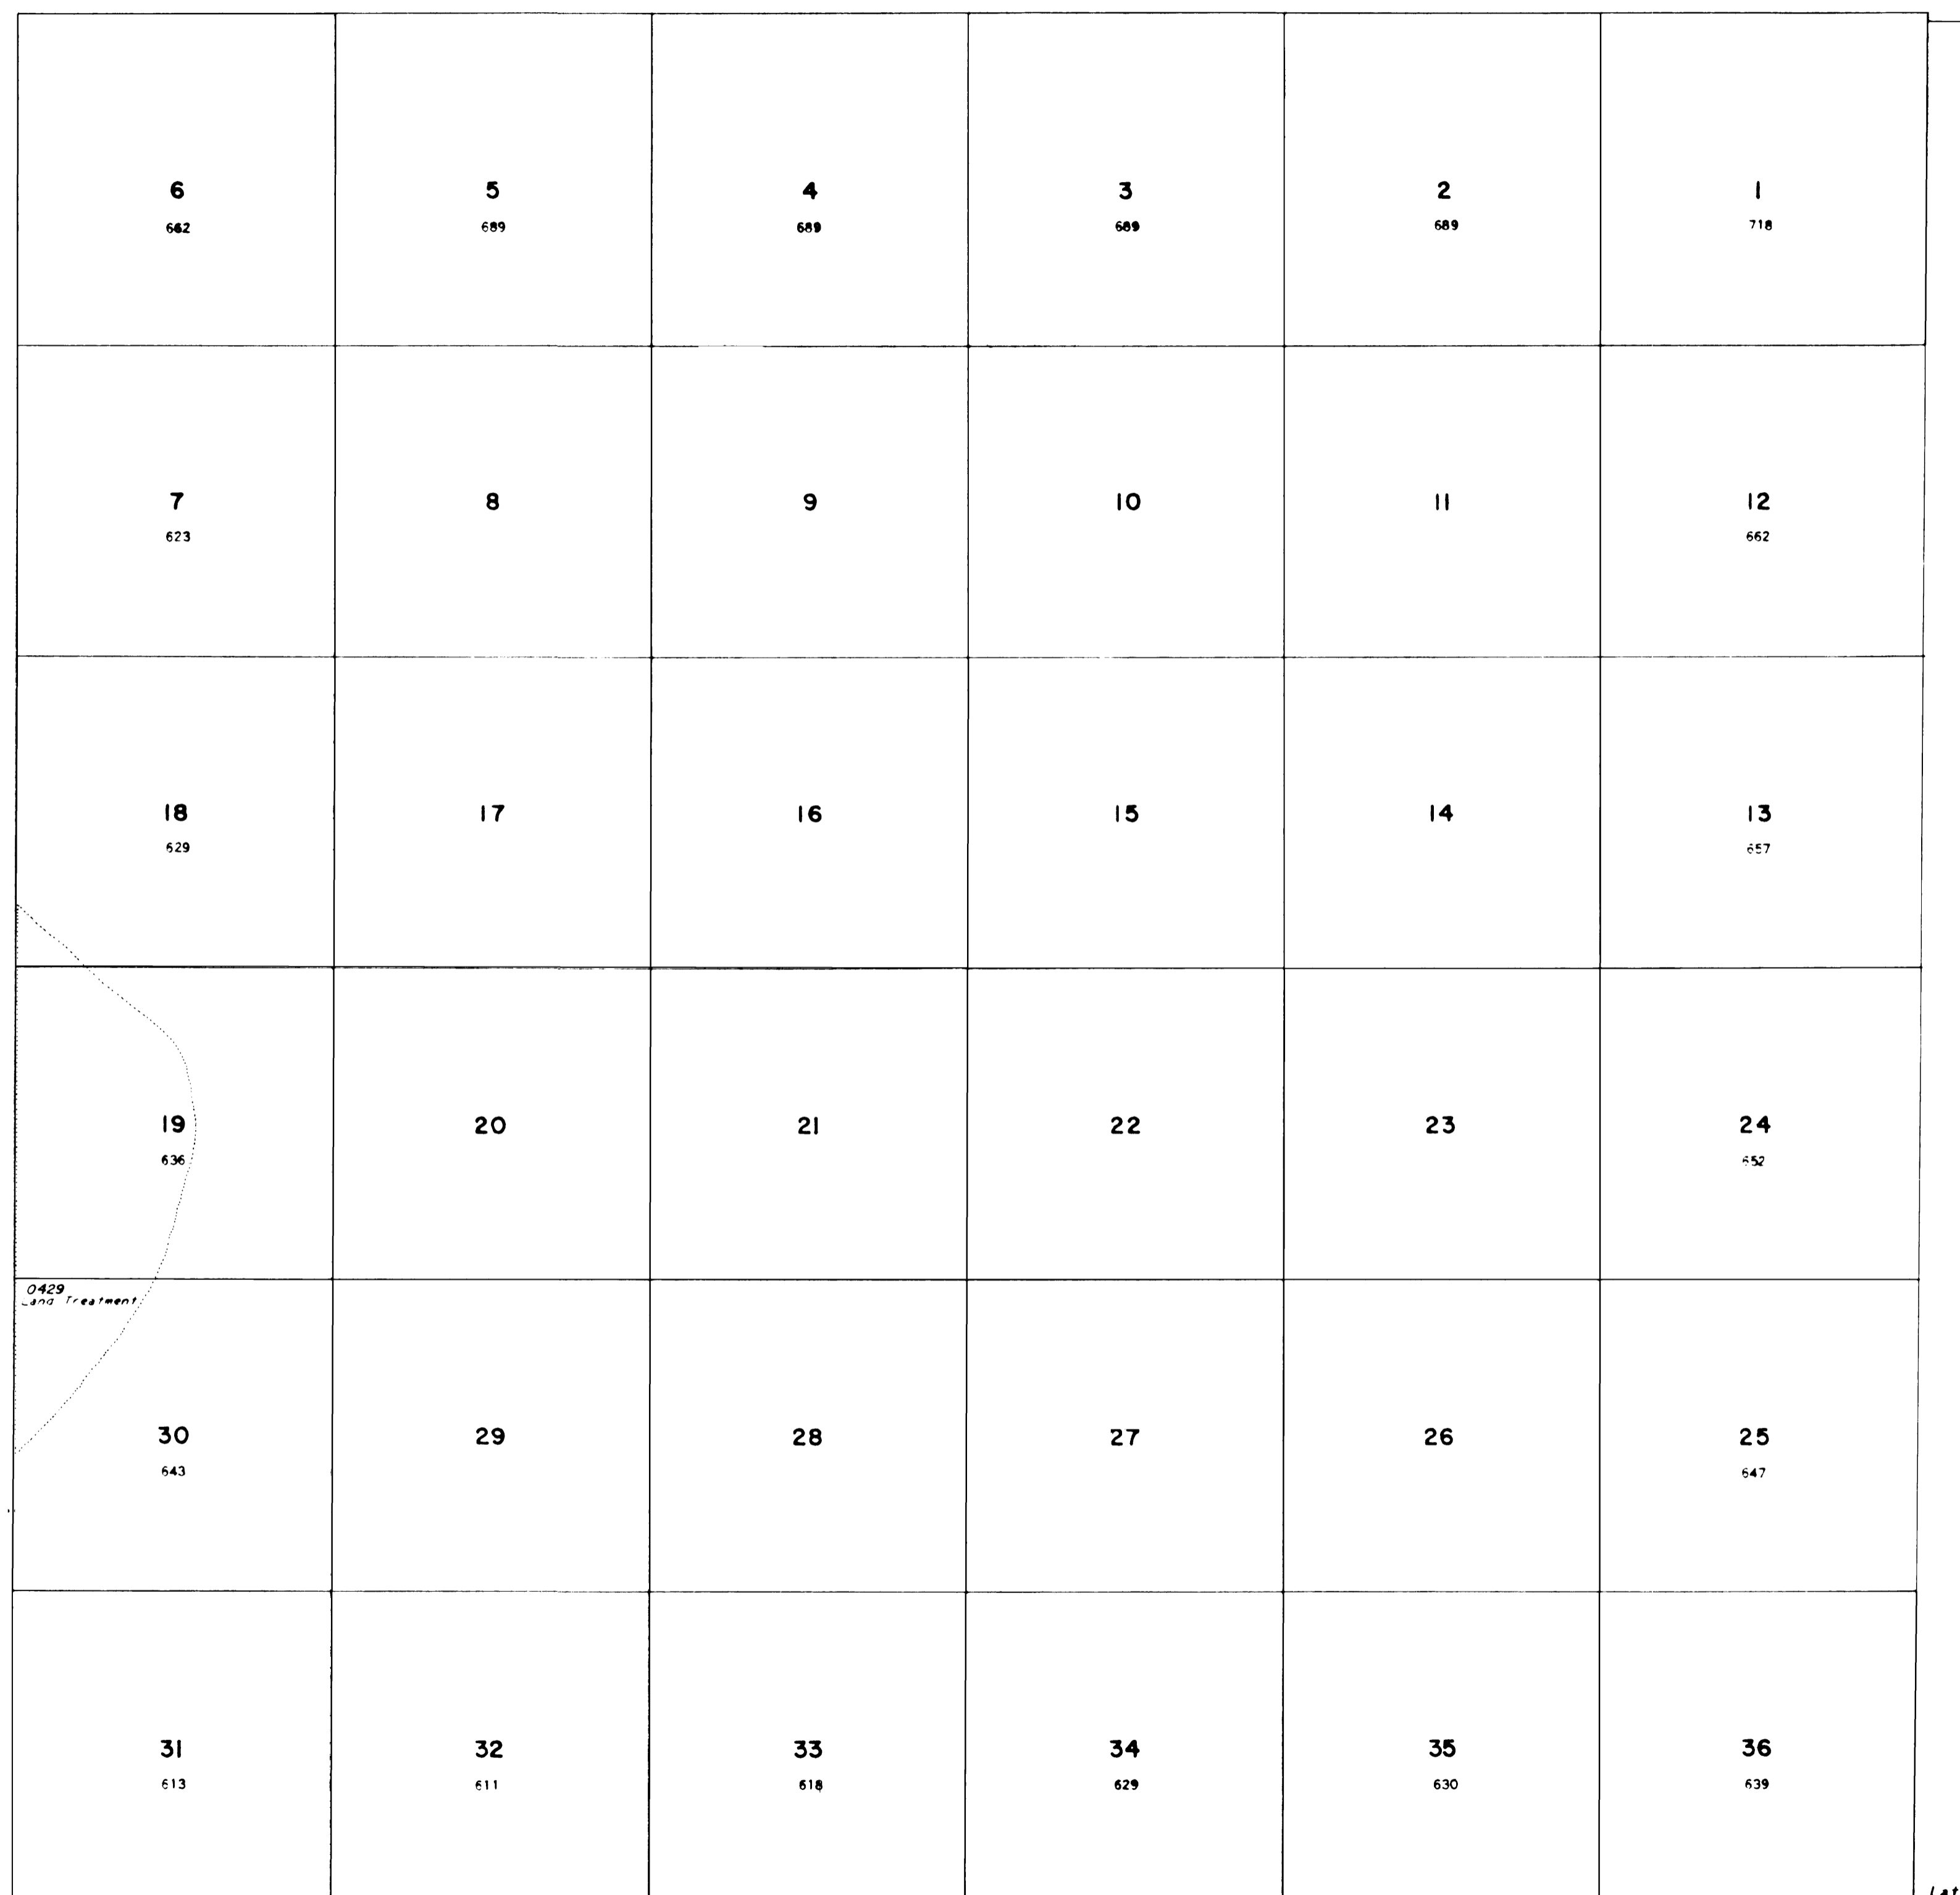 6 5 4 3 2 1
662 689 689 689 689 718
7 8 9 10 11 12
623 662
18 17 16 15 14 13
629 657
19 20 21 22 23 24
636 652
0429
Land Treatment
30 29 28 27 26 25
643 647
31 32 33 34 35 36
613 611 618 629 630 639